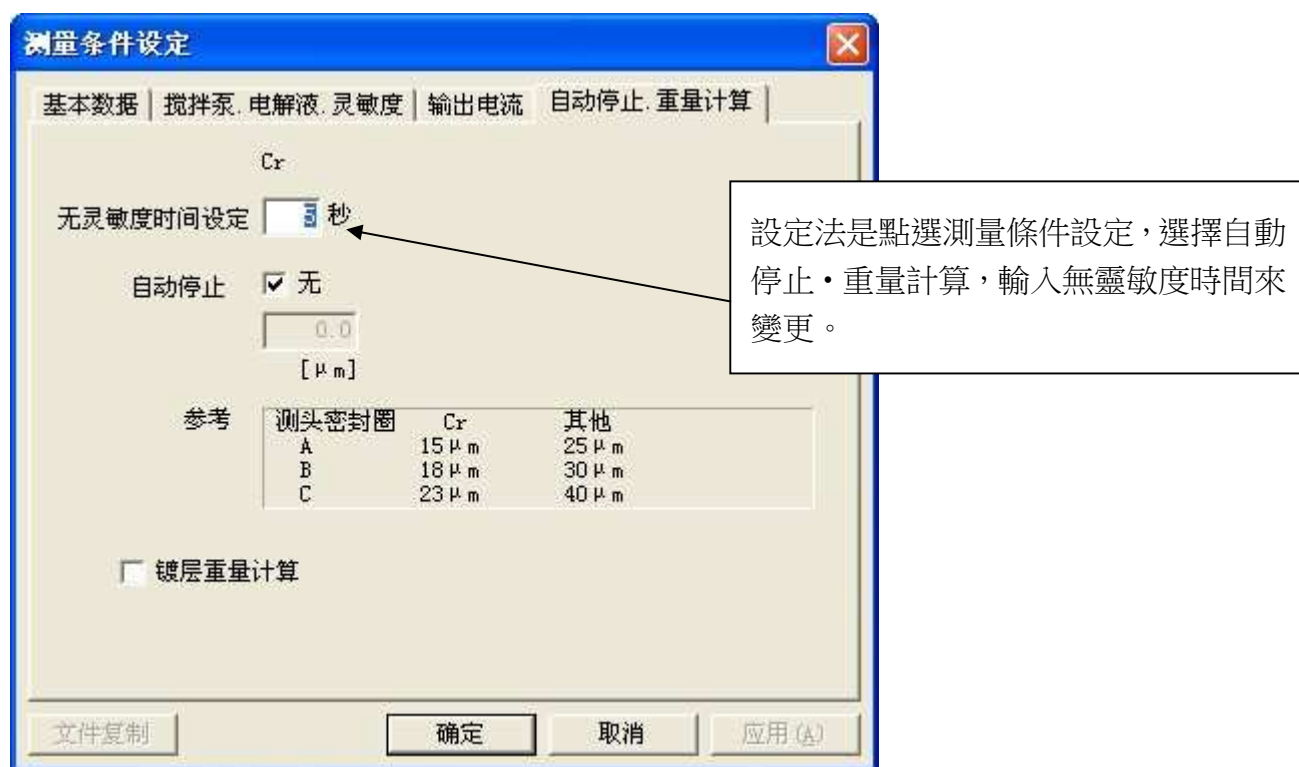 测量条件设定
基本数据 搅拌泵.电解液.灵敏度 输出电流 自动停止.重量计算
Cr
无灵敏度时间设定 3 秒
自动停止 无
0.0
[μm]
参考 测头密封圈 Cr 其他
A 15μm 25μm
B 18μm 30μm
C 23μm 40μm
镀层重量计算
文件复制 确定 取消 应用(A)
設定法是點選測量條件設定，選擇自動
停止・重量計算，輸入無靈敏度時間來
變更。